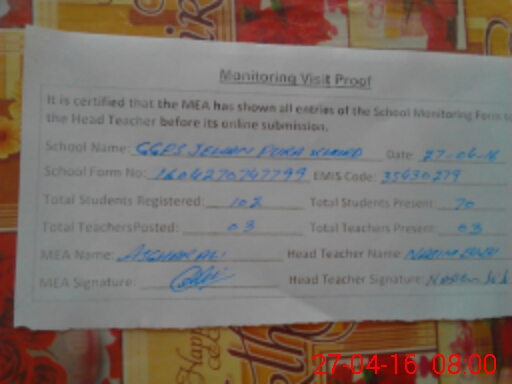 Monitoring Visit Proof
It is certified that the MEA has shown all entries of the School Monitoring Form to
the Head Teacher before its online submission.
School Name: GGPS Date: 27-04-16
School Form No: 160427074779 EMIS Code: 35430279
Total Students Registered: 102 Total Students Present: 70
Total Teachers Posted: 03 Total Teachers Present: 03
MEA Name: Head Teacher Name:
MEA Signature: Head Teacher Signature:
Happy
27-04-16 08:00